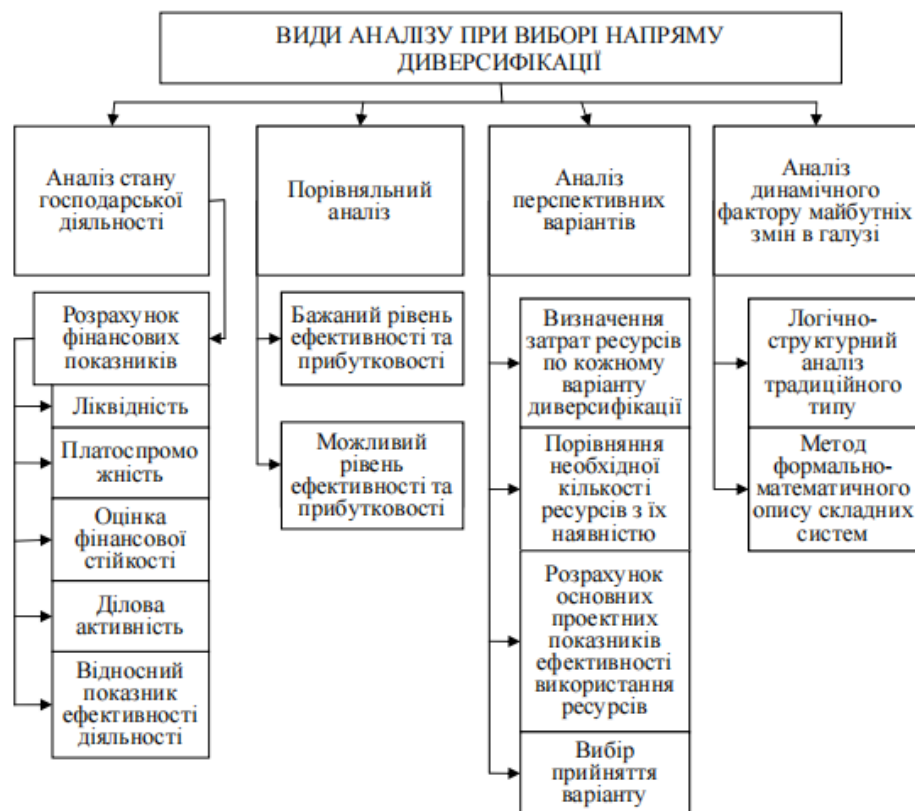 ВИДИ АНАЛІЗУ ПРИ ВИБОРІ НАПРЯМУ
ДИВЕРСИФІКАЦІЇ
Аналіз стану
господарської
діяльності
Розрахунок
фінансових
показників
Ліквідність
Платоспромо
жність
Оцінка
фінансової
стійкості
Ділова
активність
Відносний
показник
ефективності
діяльності
Порівняльний
аналіз
Бажаний рівень
ефективності та
прибутковості
Можливий
рівень
ефективності та
прибутковості
Аналіз
перспективних
варіантів
Визначення
затрат ресурсів
по кожному
варіанту
диверсифікації
Порівняння
необхідної
кількості
ресурсів з їх
наявністю
Розрахунок
основних
проектних
показників
ефективності
використання
ресурсів
Вибір
прийняття
варіанту
Аналіз
динамічного
фактору майбутніх
змін в галузі
Логічно-
структурний
аналіз
традиційного
типу
Метод
формально-
математичного
опису складних
систем